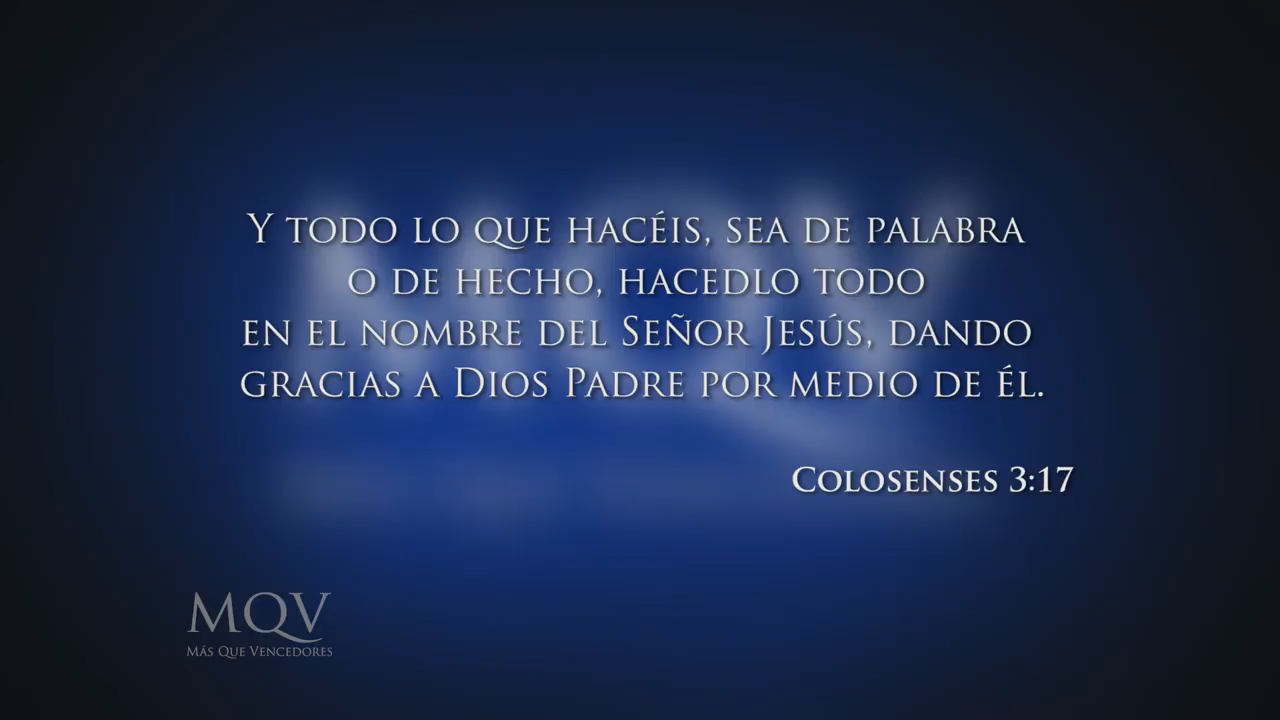 Y todo lo que hacéis, sea de palabra
o de hecho, hacedlo todo
en el nombre del Señor Jesús, dando
gracias a Dios Padre por medio de él.
Colosenses 3:17
MQV
Más Que Vencedores